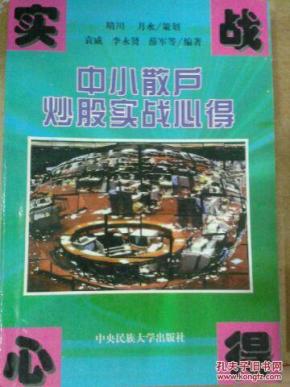 实 战
晴川 月水/策划
袁威 李永贤 薛军等/编著
中小散户
炒股实战心得
中央民族大学出版社
心 得